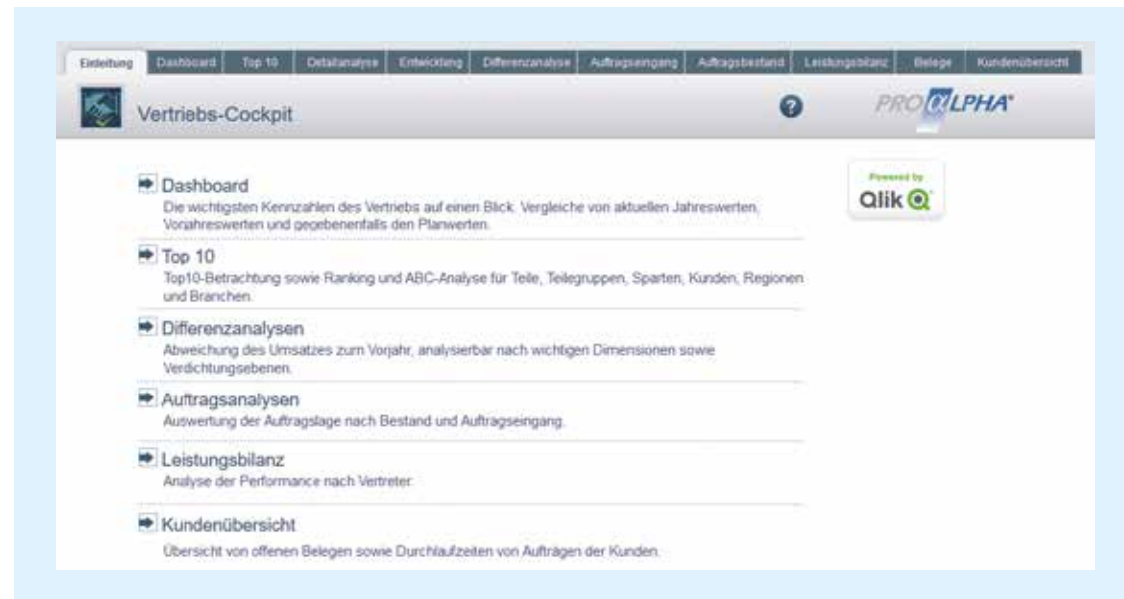 Einleitung Dashboard Top 10 Detailanalyse Entwicklung Differenzanalyse Auftragseingang Auftragsbestand Leistungsbilanz Belege Kundenübersicht
Vertriebs-Cockpit ? PROαLPHA®
Powered by
Qlik
Dashboard
Die wichtigsten Kennzahlen des Vertriebs auf einen Blick. Vergleiche von aktuellen Jahreswerten,
Vorjahreswerten und gegebenenfalls den Planwerten.
Top 10
Top10-Betrachtung sowie Ranking und ABC-Analyse für Teile, Teilegruppen, Sparten, Kunden, Regionen
und Branchen.
Differenzanalysen
Abweichung des Umsatzes zum Vorjahr, analysierbar nach wichtigen Dimensionen sowie
Verdichtungsebenen.
Auftragsanalysen
Auswertung der Auftragslage nach Bestand und Auftragseingang.
Leistungsbilanz
Analyse der Performance nach Vertreter.
Kundenübersicht
Übersicht von offenen Belegen sowie Durchlaufzeiten von Aufträgen der Kunden.